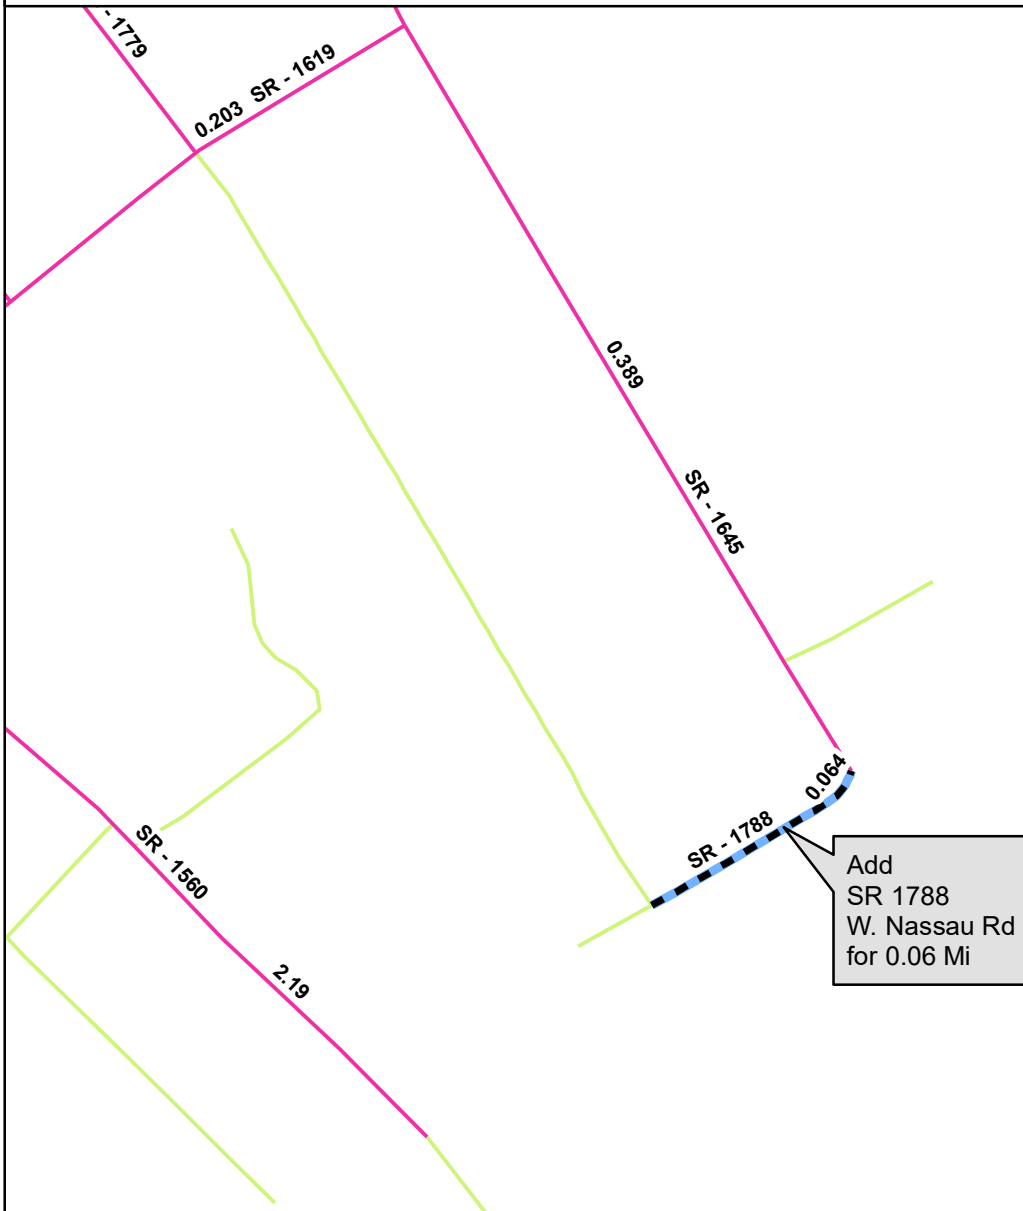 - 1779
0.203 SR - 1619
0.389
SR - 1645
0.064
SR - 1788
Add
SR 1788
W. Nassau Rd
for 0.06 Mi
SR - 1560
2.19